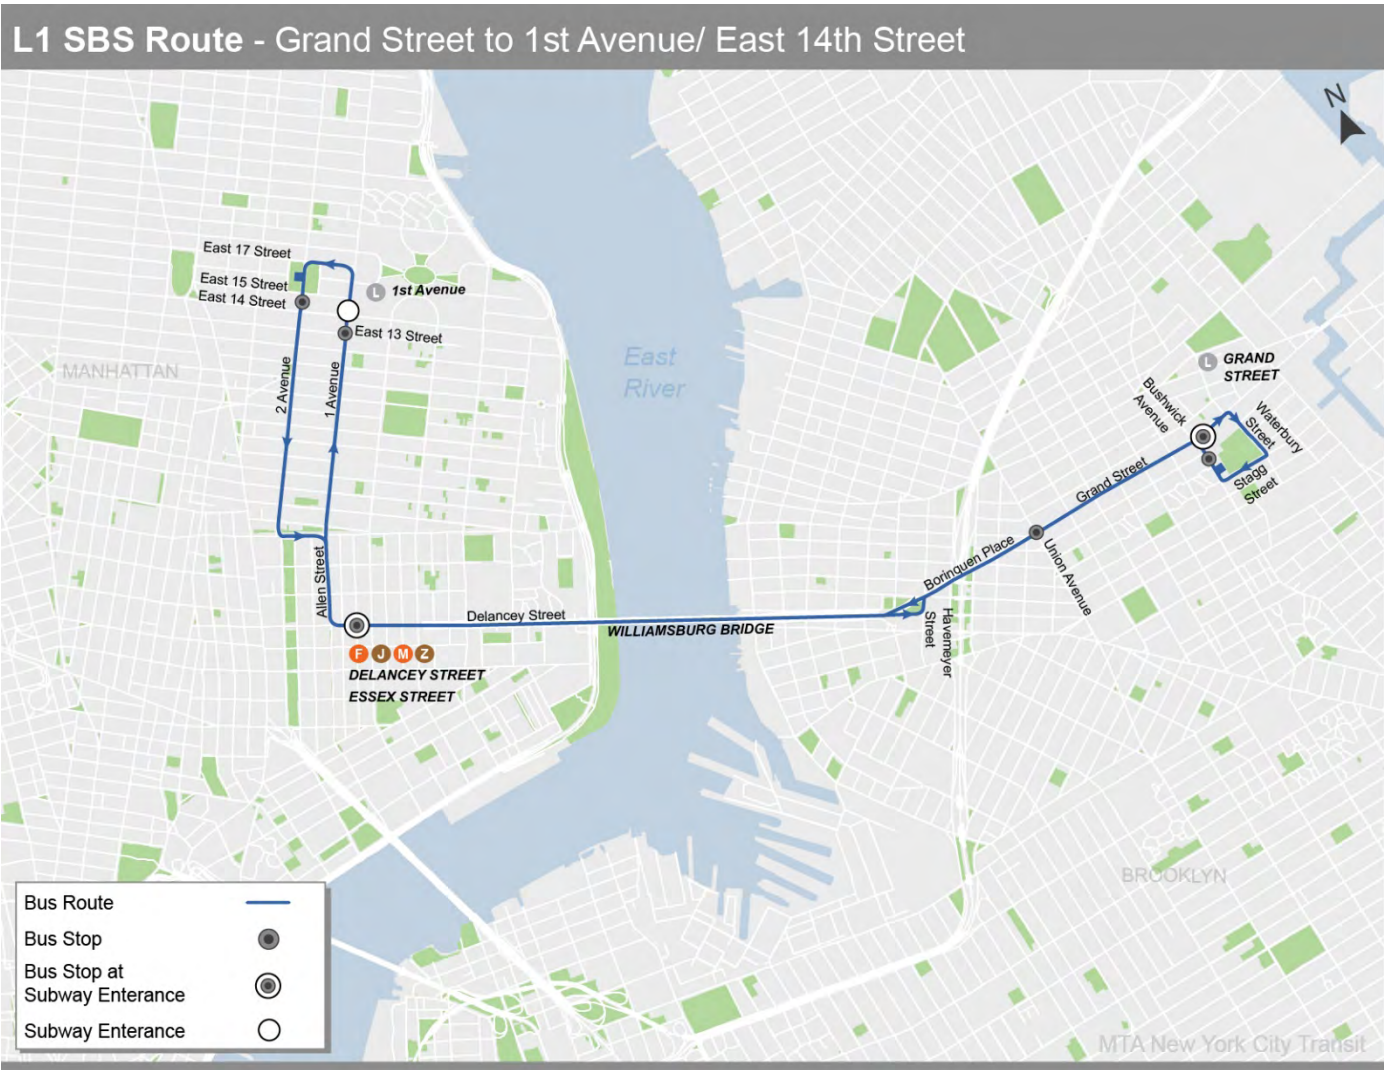 L1 SBS Route - Grand Street to 1st Avenue/ East 14th Street
N
East 17 Street
East 15 Street
East 14 Street
L 1st Avenue
East 13 Street
MANHATTAN
2 Avenue
1 Avenue
East
River
L GRAND
STREET
Bushwick
Avenue
Waterbury
Street
Stagg
Street
Grand Street
Borinquen Place
Union Avenue
Havemeyer
Street
Allen Street
Delancey Street
WILLIAMSBURG BRIDGE
F J M Z
DELANCEY STREET
ESSEX STREET
BROOKLYN
Bus Route
Bus Stop
Bus Stop at
Subway Enterance
Subway Enterance
MTA New York City Transit